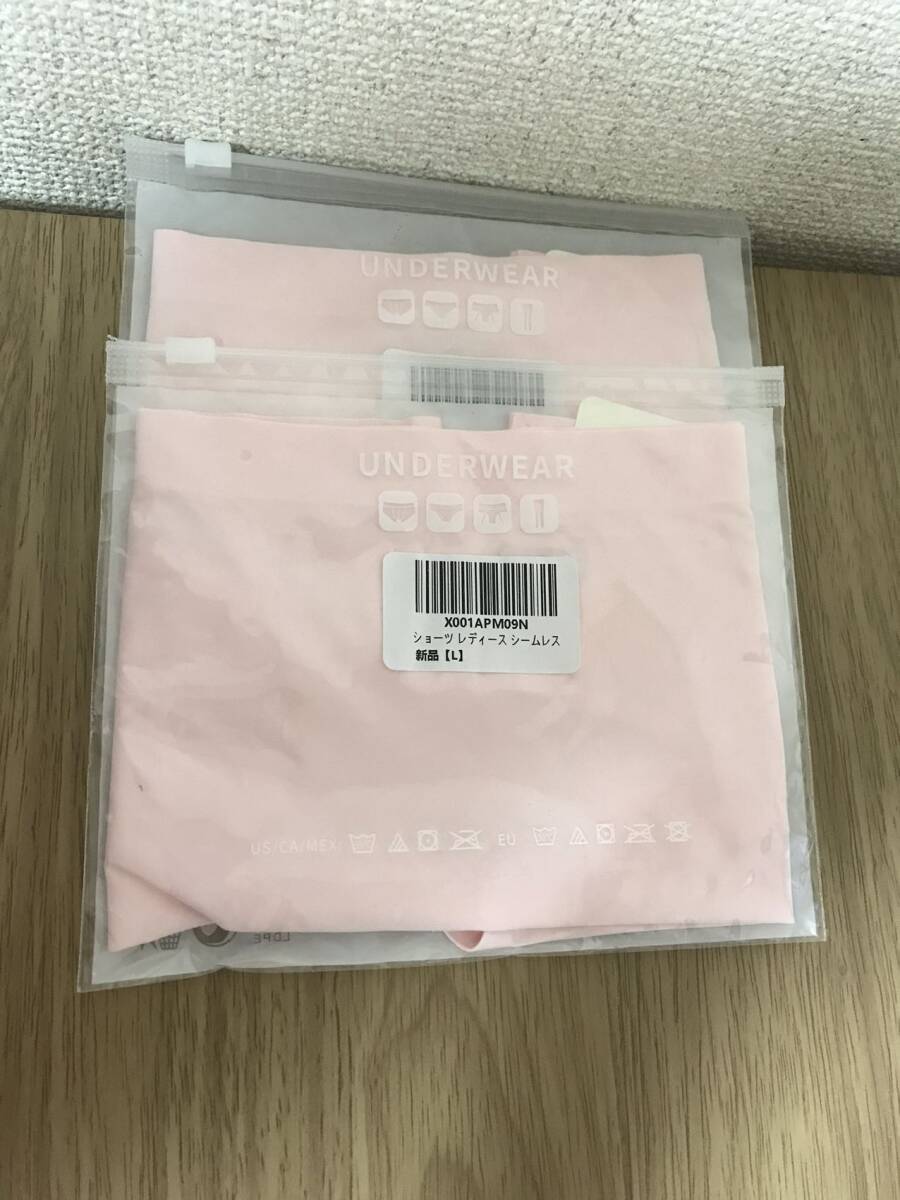 UNDERWEAR
UNDERWEAR
X001APM09N
ショーツ レディース シームレス
新品【L】
US/CA/MEX: EU
LDPE